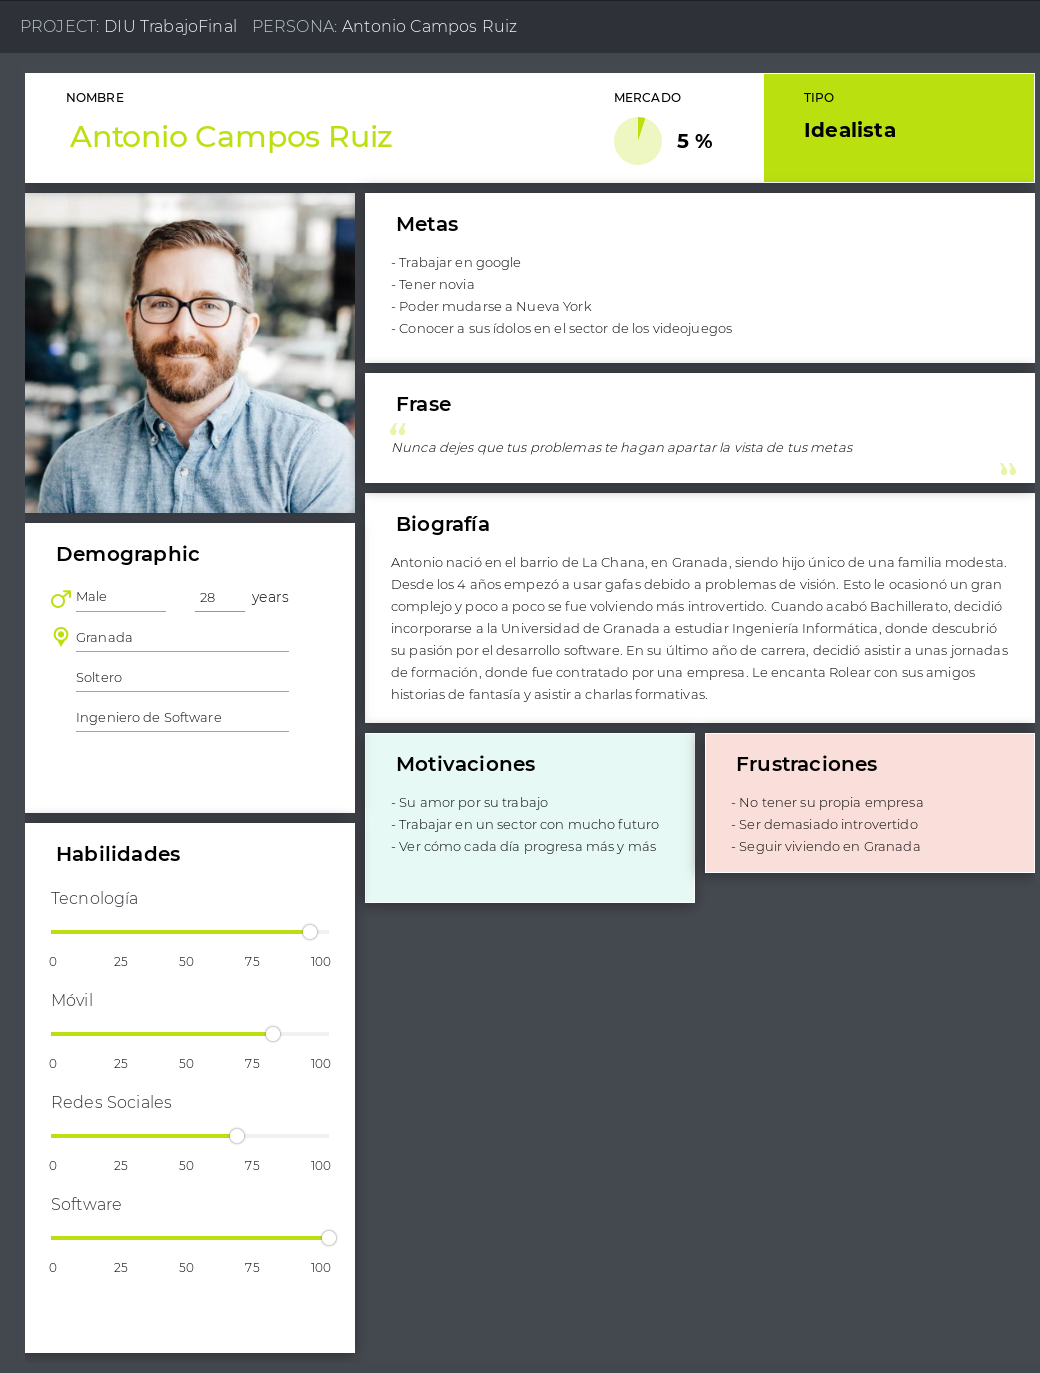 PROJECT: DIU TrabajoFinal PERSONA: Antonio Campos Ruiz
NOMBRE
Antonio Campos Ruiz
MERCADO
5 %
TIPO
Idealista
Metas
- Trabajar en google
- Tener novia
- Poder mudarse a Nueva York
- Conocer a sus ídolos en el sector de los videojuegos
Frase
“
Nunca dejes que tus problemas te hagan apartar la vista de tus metas
”
Biografía
Antonio nació en el barrio de La Chana, en Granada, siendo hijo único de una familia modesta.
Desde los 4 años empezó a usar gafas debido a problemas de visión. Esto le ocasionó un gran
complejo y poco a poco se fue volviendo más introvertido. Cuando acabó Bachillerato, decidió
incorporarse a la Universidad de Granada a estudiar Ingeniería Informática, donde descubrió
su pasión por el desarrollo software. En su último año de carrera, decidió asistir a unas jornadas
de formación, donde fue contratado por una empresa. Le encanta Rolear con sus amigos
historias de fantasía y asistir a charlas formativas.
Demographic
Male 28 years
Granada
Soltero
Ingeniero de Software
Motivaciones
- Su amor por su trabajo
- Trabajar en un sector con mucho futuro
- Ver cómo cada día progresa más y más
Frustraciones
- No tener su propia empresa
- Ser demasiado introvertido
- Seguir viviendo en Granada
Habilidades
Tecnología
0 25 50 75 100
Móvil
0 25 50 75 100
Redes Sociales
0 25 50 75 100
Software
0 25 50 75 100